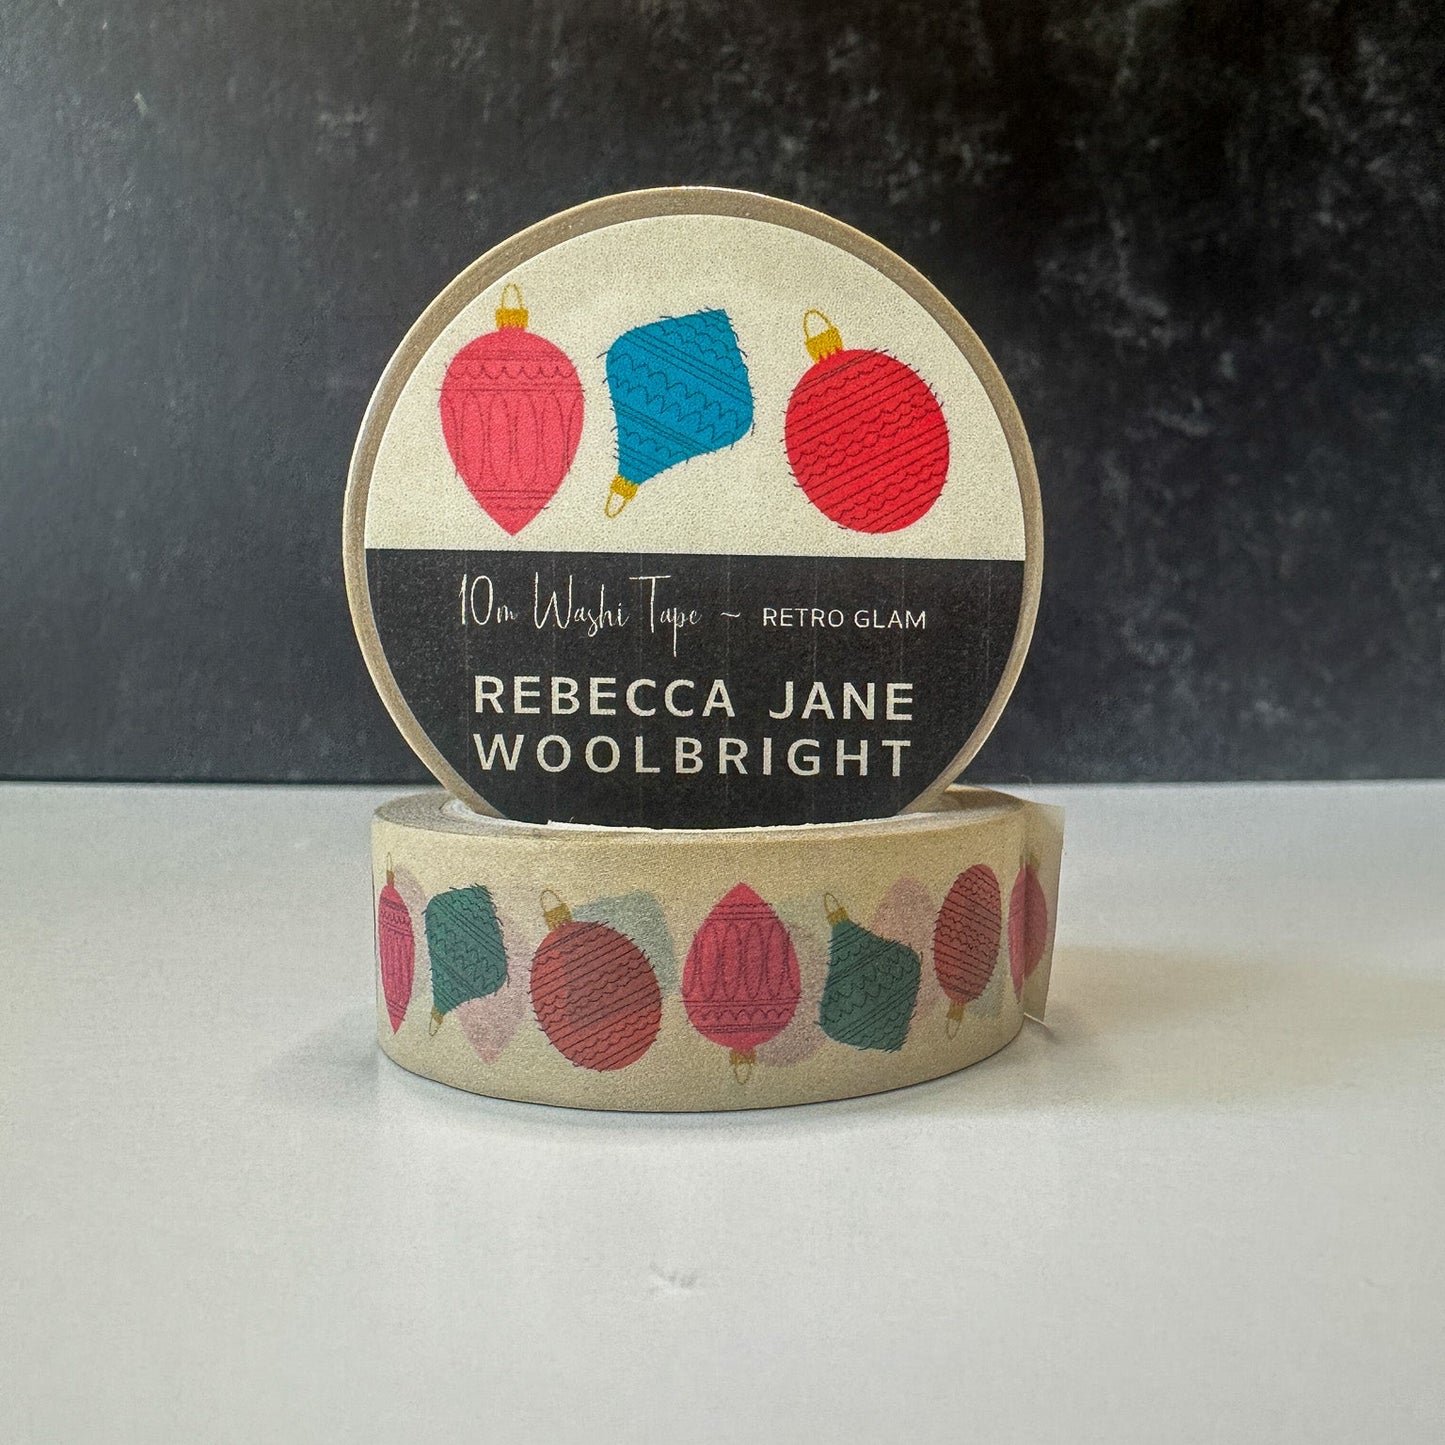 10m Washi Tape ~ RETRO GLAM
REBECCA JANE
WOOLBRIGHT